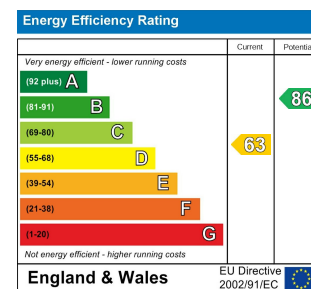 Energy Efficiency Rating
Current Potentia
Very energy efficient - lower running costs
(92 plus) A
(81-91) B 86
(69-80) C
(55-68) D 63
(39-54) E
(21-38) F
(1-20) G
Not energy efficient - higher running costs
England & Wales
EU Directive
2002/91/EC